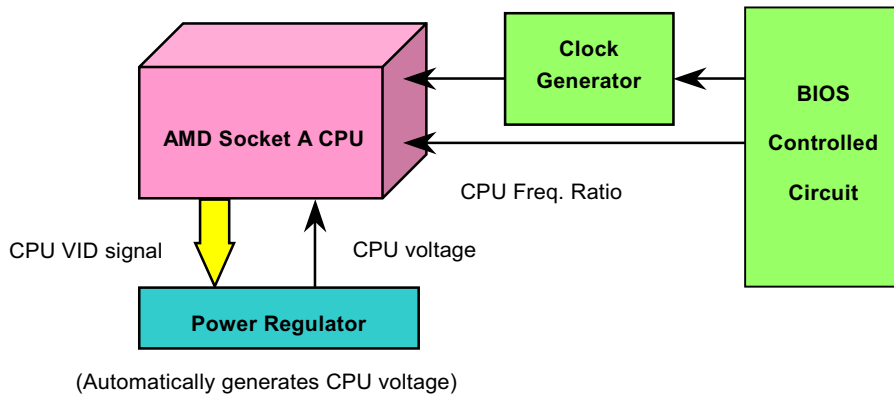 Clock
Generator
BIOS
Controlled
Circuit
AMD Socket A CPU
CPU Freq. Ratio
CPU VID signal
CPU voltage
Power Regulator
(Automatically generates CPU voltage)